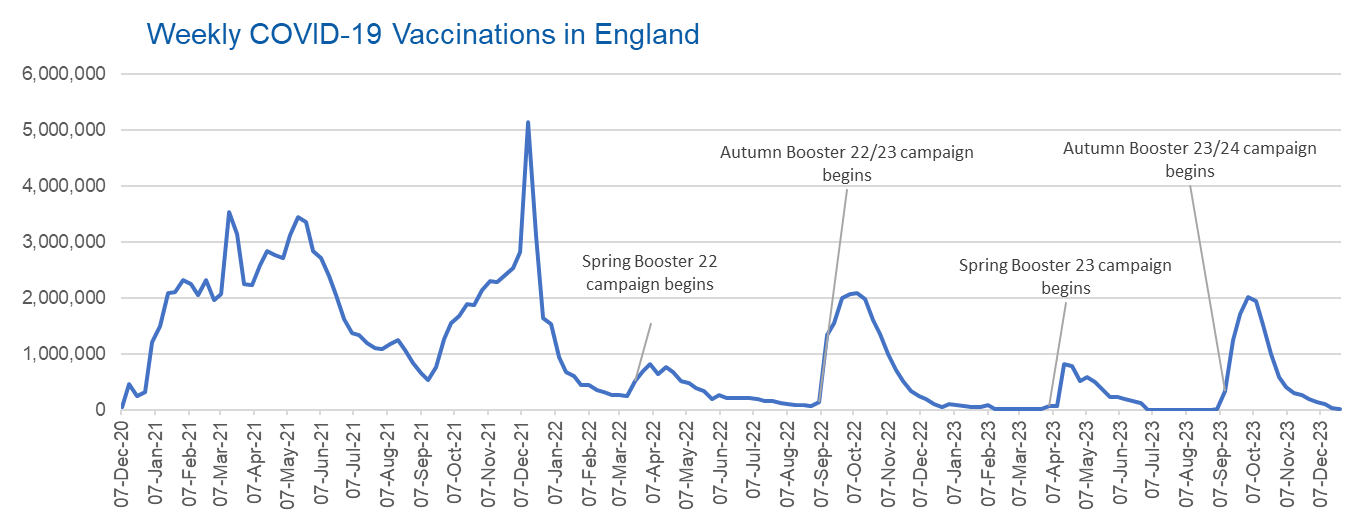 Weekly COVID-19 Vaccinations in England
6,000,000
5,000,000
4,000,000
3,000,000
2,000,000
1,000,000
0
Autumn Booster 22/23 campaign
begins
Autumn Booster 23/24 campaign
begins
Spring Booster 22
campaign begins
Spring Booster 23 campaign
begins
07-Dec-20
07-Jan-21
07-Feb-21
07-Mar-21
07-Apr-21
07-May-21
07-Jun-21
07-Jul-21
07-Aug-21
07-Sep-21
07-Oct-21
07-Nov-21
07-Dec-21
07-Jan-22
07-Feb-22
07-Mar-22
07-Apr-22
07-May-22
07-Jun-22
07-Jul-22
07-Aug-22
07-Sep-22
07-Oct-22
07-Nov-22
07-Dec-22
07-Jan-23
07-Feb-23
07-Mar-23
07-Apr-23
07-May-23
07-Jun-23
07-Jul-23
07-Aug-23
07-Sep-23
07-Oct-23
07-Nov-23
07-Dec-23